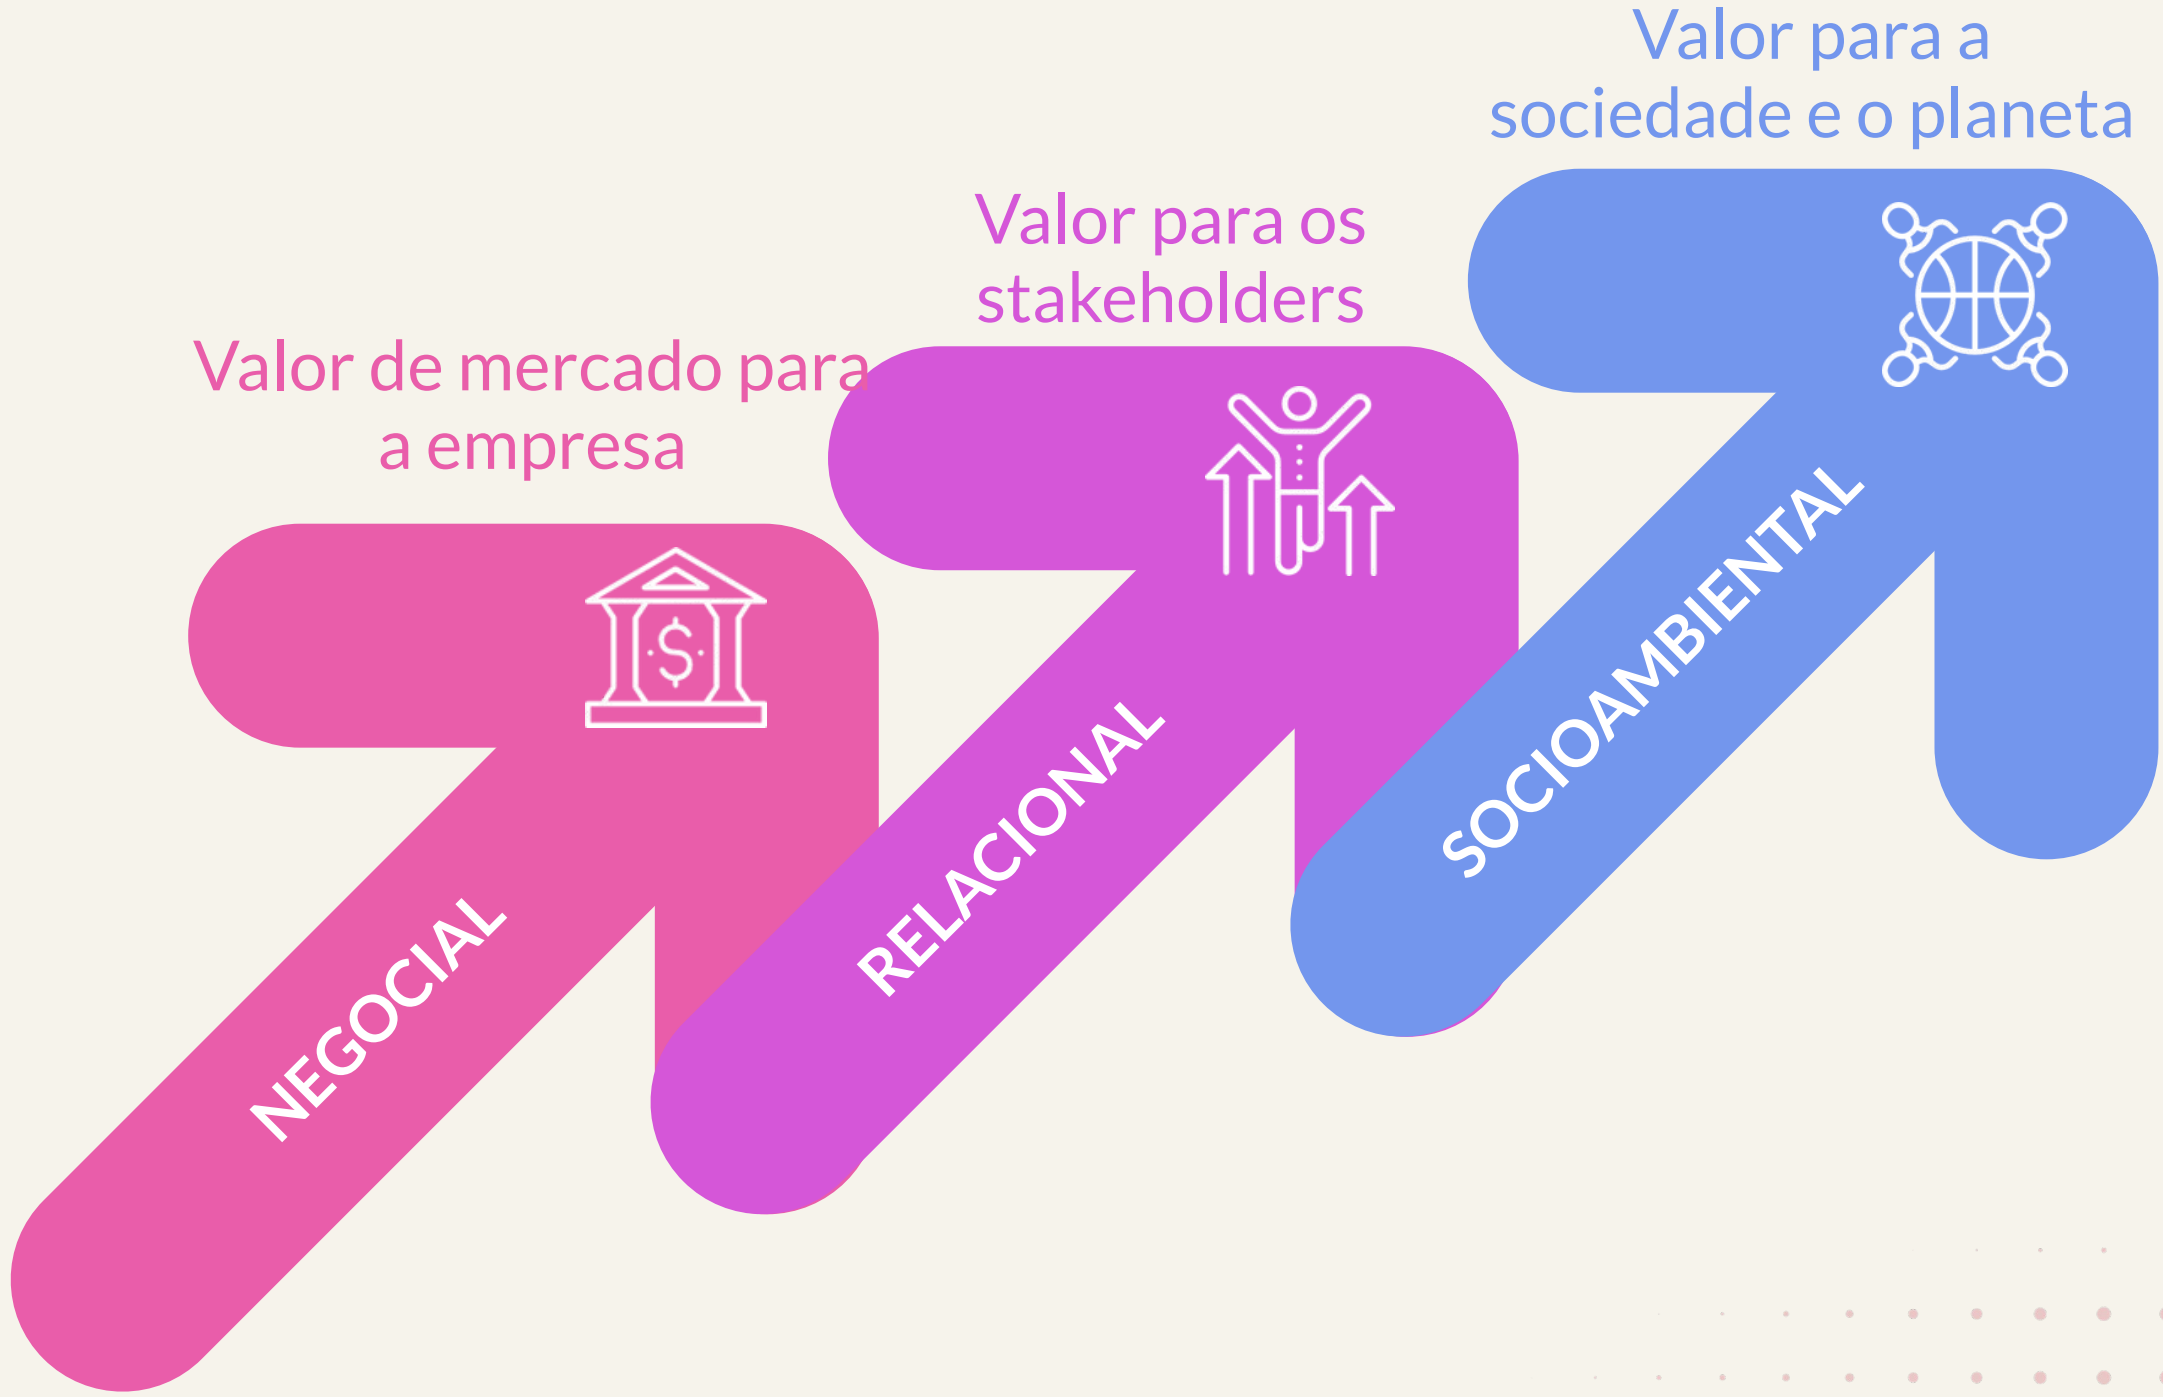 Valor de mercado para
a empresa
NEGOCIAL
Valor para os
stakeholders
RELACIONAL
Valor para a
sociedade e o planeta
SOCIOAMBIENTAL